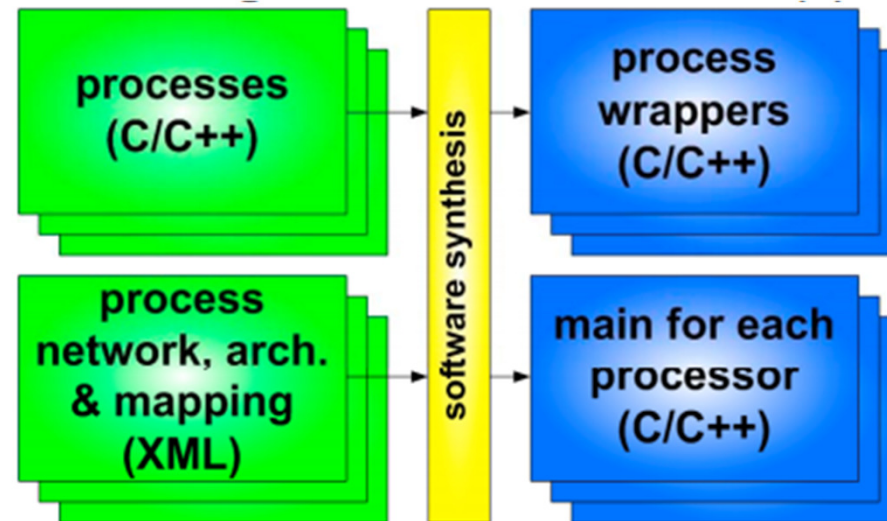 processes
(C/C++)
process
network, arch.
& mapping
(XML)
software synthesis
process
wrappers
(C/C++)
main for each
processor
(C/C++)